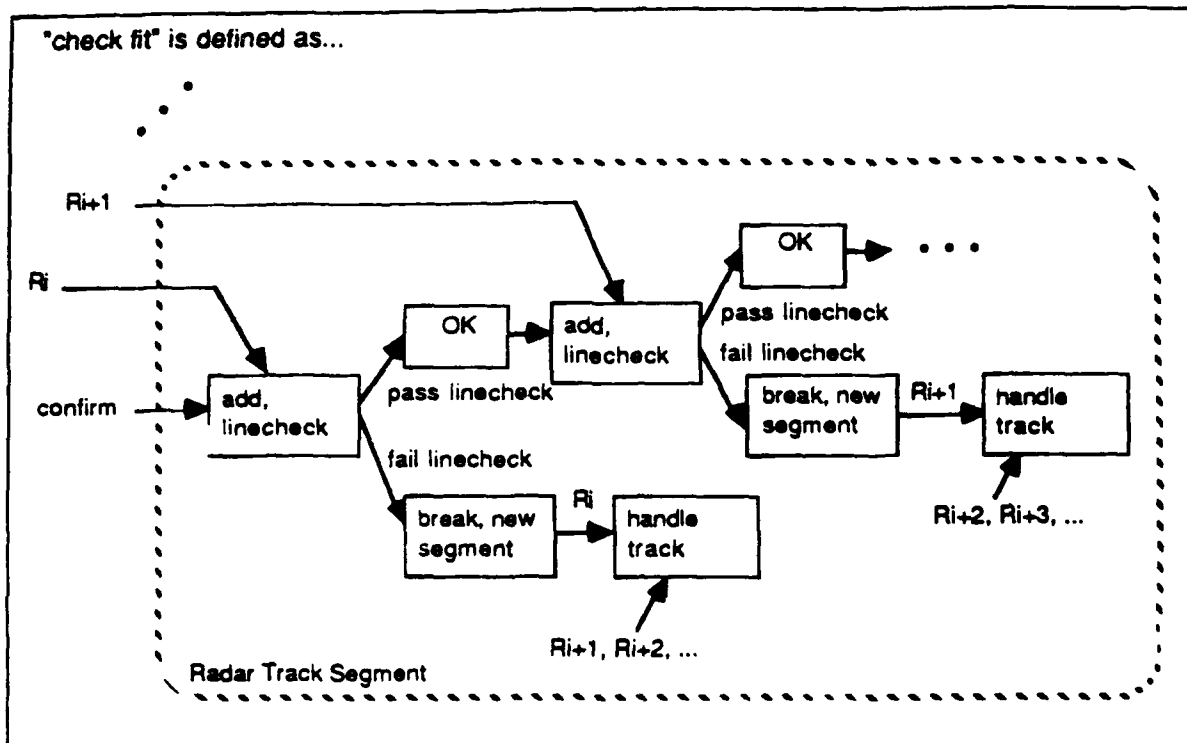 "check fit" is defined as...
Ri+1
OK
Ri
OK
add,
linecheck
pass linecheck
fail linecheck
confirm
add,
linecheck
pass linecheck
break, new
segment
Ri+1
handle
track
fail linecheck
break, new
segment
Ri
handle
track
Ri+2, Ri+3, ...
Ri+1, Ri+2, ...
Radar Track Segment